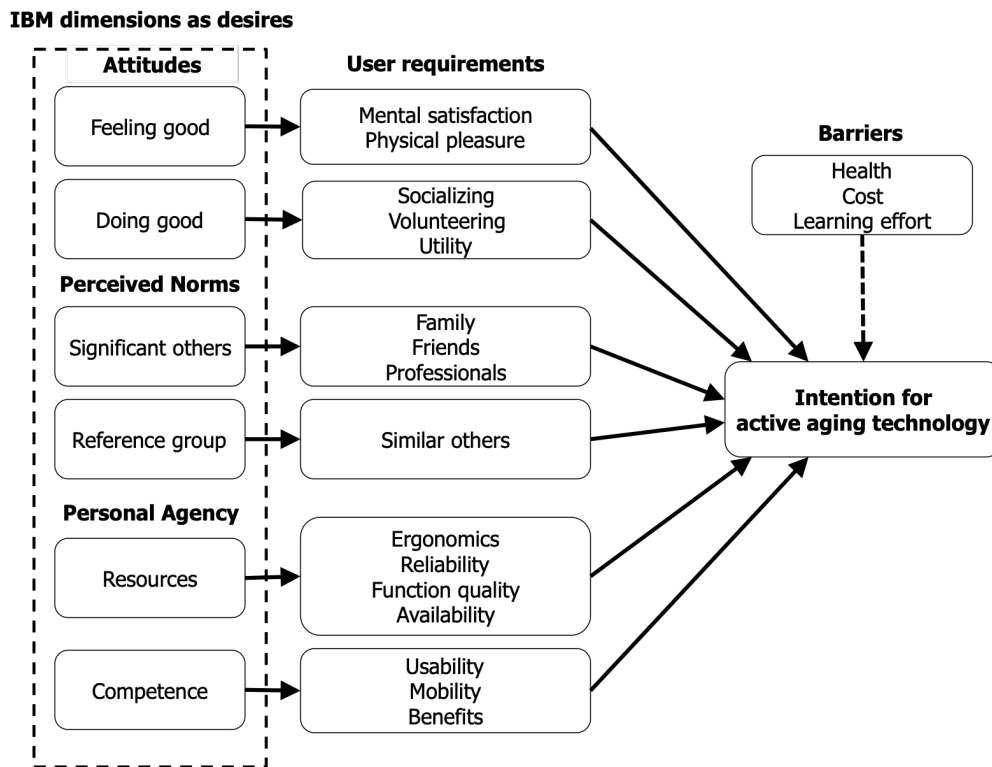 IBM dimensions as desires
Attitudes
Feeling good
Doing good
Perceived Norms
Significant others
Reference group
Personal Agency
Resources
Competence
User requirements
Mental satisfaction
Physical pleasure
Socializing
Volunteering
Utility
Family
Friends
Professionals
Similar others
Ergonomics
Reliability
Function quality
Availability
Usability
Mobility
Benefits
Barriers
Health
Cost
Learning effort
Intention for
active aging technology